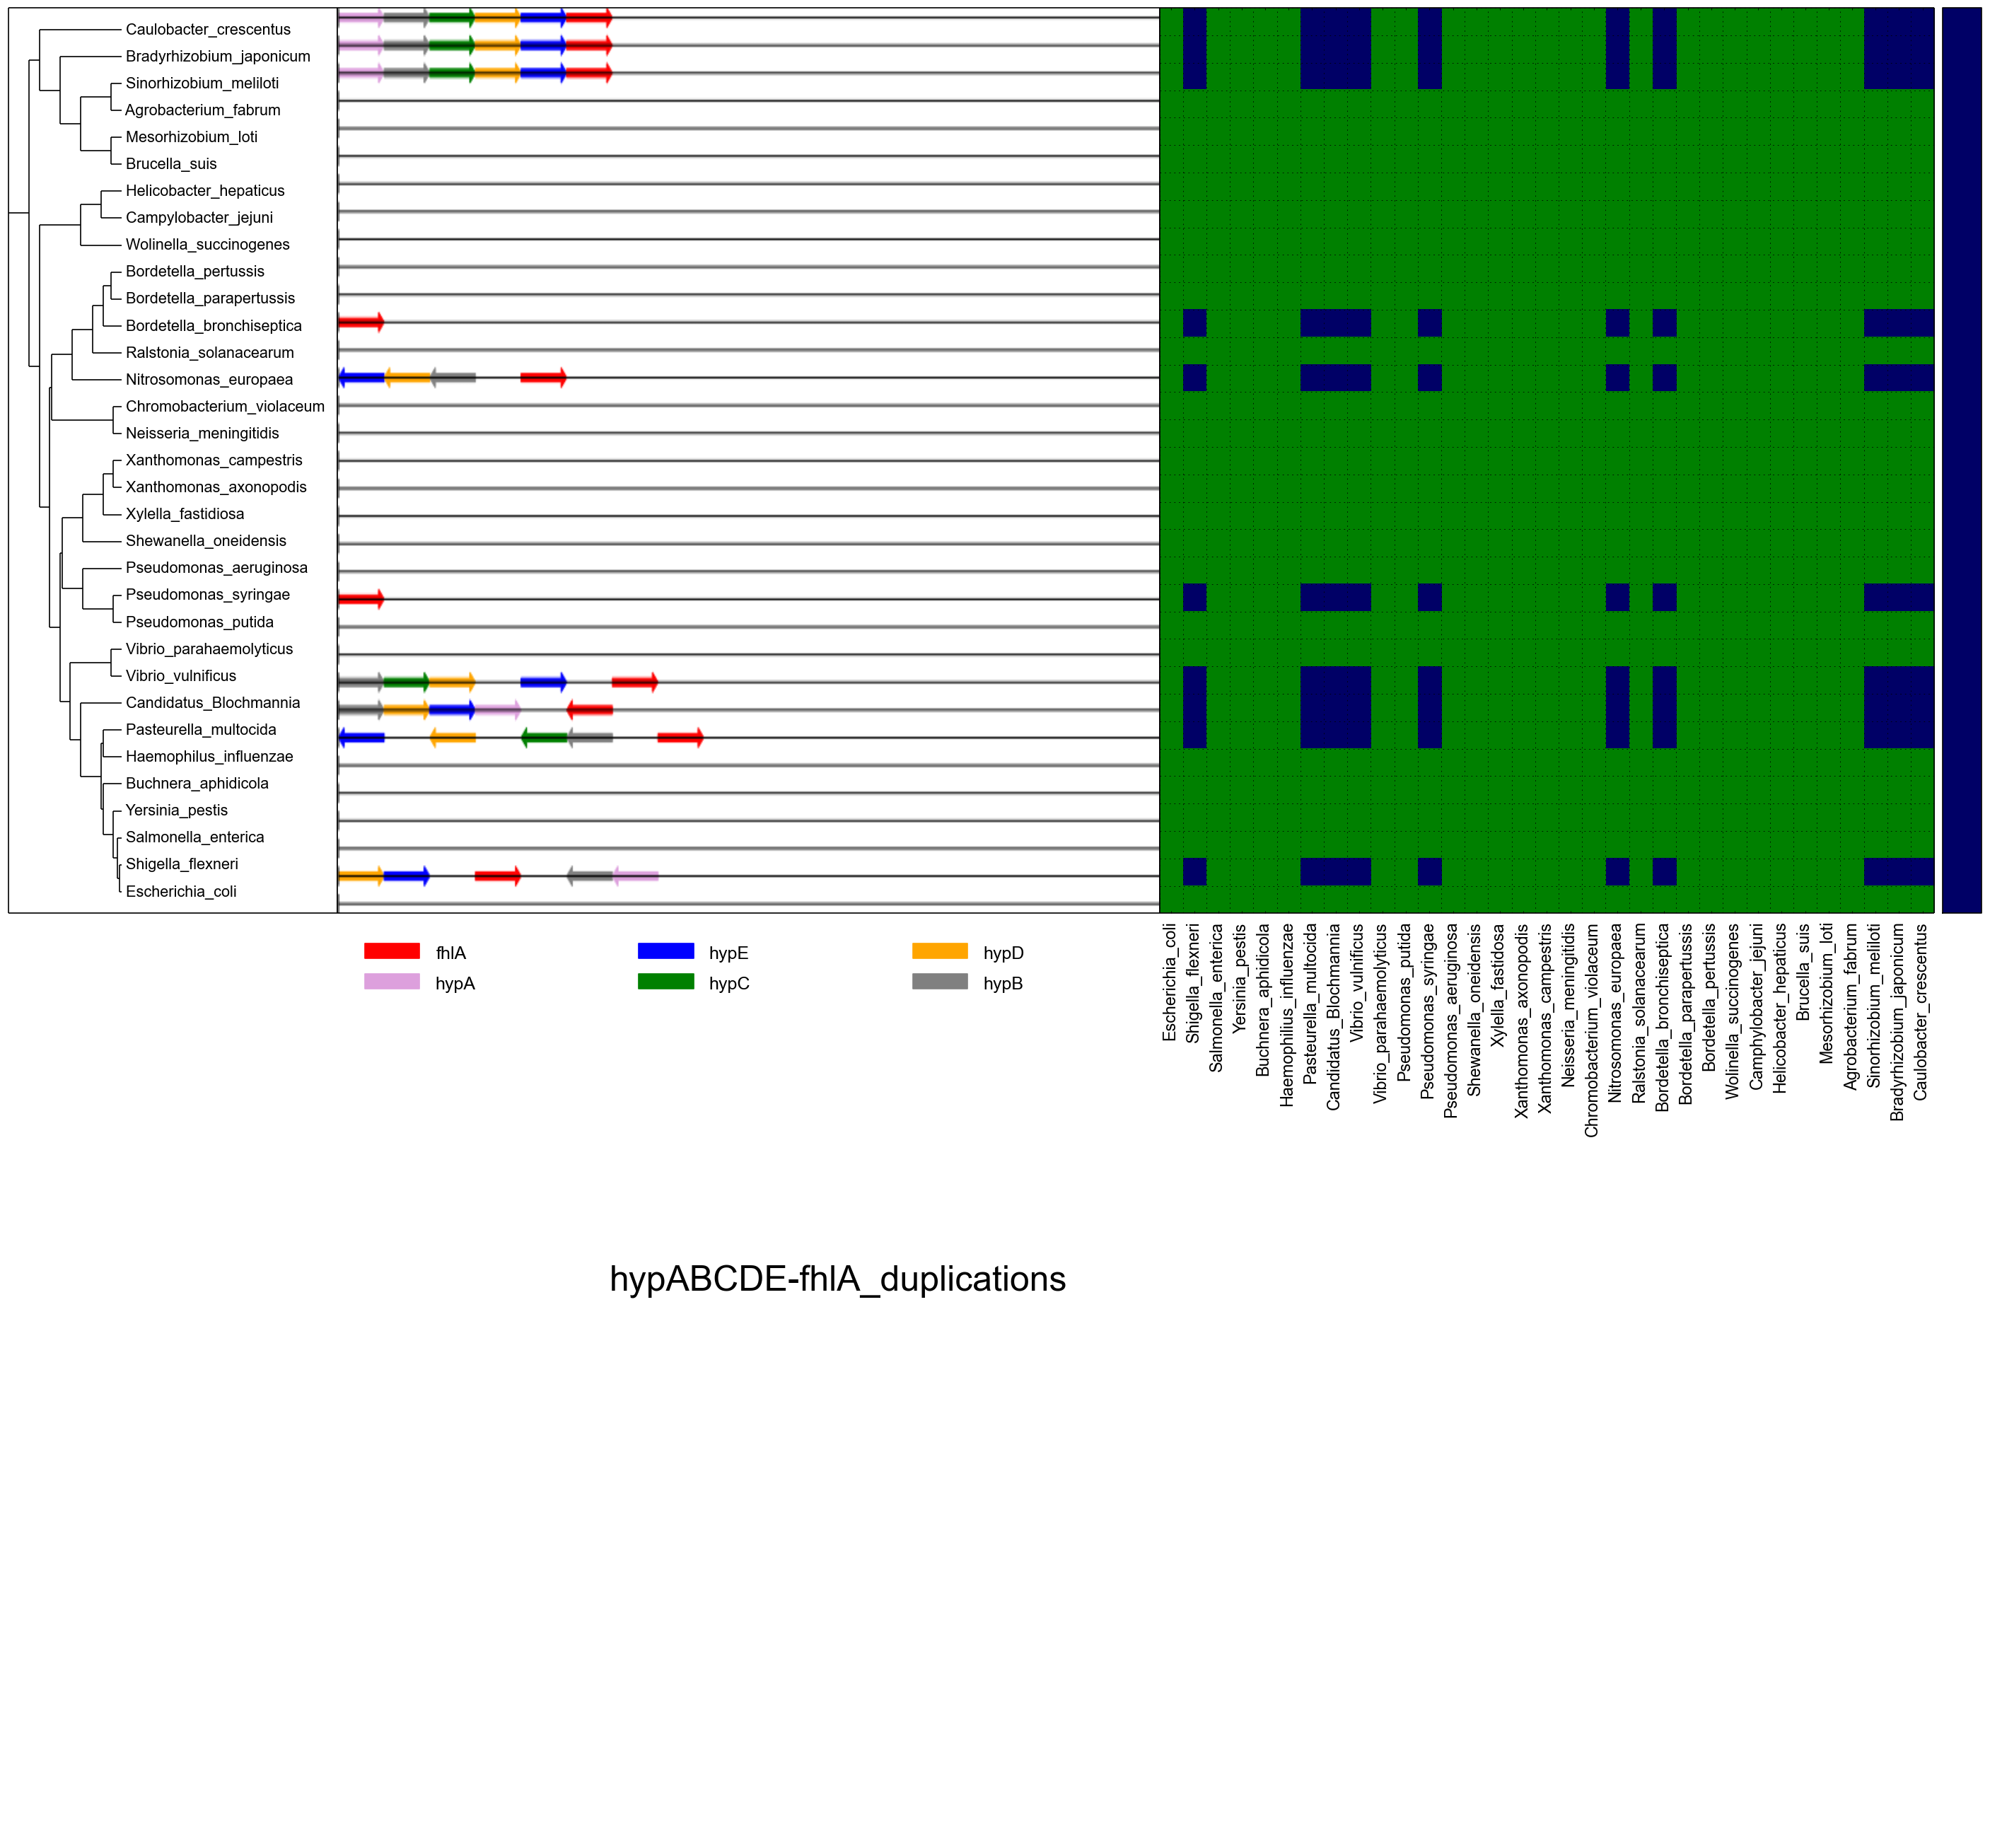 Caulobacter_crescentus
Bradyrhizobium_japonicum
Sinorhizobium_meliloti
Agrobacterium_fabrum
Mesorhizobium_loti
Brucella_suis
Helicobacter_hepaticus
Campylobacter_jejuni
Wolinella_succinogenes
Bordetella_pertussis
Bordetella_parapertussis
Bordetella_bronchiseptica
Ralstonia_solanacearum
Nitrosomonas_europaea
Chromobacterium_violaceum
Neisseria_meningitidis
Xanthomonas_campestris
Xanthomonas_axonopodis
Xylella_fastidiosa
Shewanella_oneidensis
Pseudomonas_aeruginosa
Pseudomonas_syringae
Pseudomonas_putida
Vibrio_parahaemolyticus
Vibrio_vulnificus
Candidatus_Blochmannia
Pasteurella_multocida
Haemophilus_influenzae
Buchnera_aphidicola
Yersinia_pestis
Salmonella_enterica
Shigella_flexneri
Escherichia_coli
fhlA hypE hypD
hypA hypC hypB
Escherichia_coli
Shigella_flexneri
Salmonella_enterica
Yersinia_pestis
Buchnera_aphidicola
Haemophilius_influenzae
Pasteurella_multocida
Candidatus_Blochmannia
Vibrio_vulnificus
Vibrio_parahaemolyticus
Pseudomonas_putida
Pseudomonas_syringae
Pseudomonas_aeruginosa
Shewanella_oneidensis
Xylella_fastidosa
Xanthomonas_axonopodis
Xanthomonas_campestris
Neisseria_meningitidis
Chromobacterium_violaceum
Nitrosomonas_europaea
Ralstonia_solanacearum
Bordetella_bronchiseptica
Bordetella_parapertussis
Bordetella_pertussis
Wolinella_succinogenes
Camphylobacter_jejuni
Helicobacter_hepaticus
Brucella_suis
Mesorhizobium_loti
Agrobacterium_fabrum
Sinorhizobium_meliloti
Bradyrhizobium_japonicum
Caulobacter_crescentus
hypABCDE-fhlA_duplications